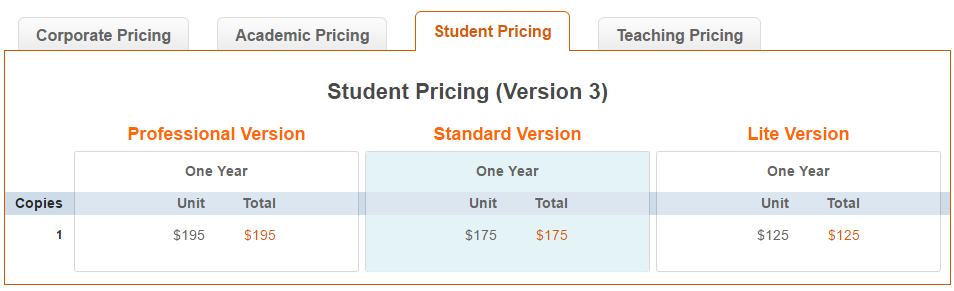 Corporate Pricing Academic Pricing Student Pricing Teaching Pricing
Student Pricing (Version 3)
Professional Version Standard Version Lite Version
One Year One Year One Year
Copies Unit Total Unit Total Unit Total
1 $195 $195 $175 $175 $125 $125